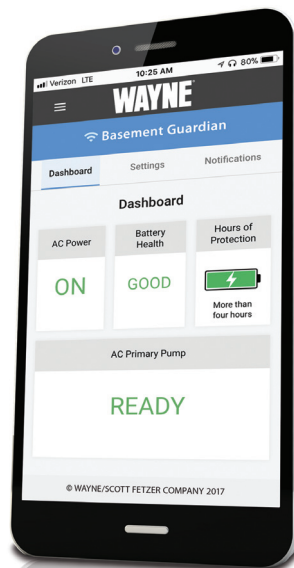 Verizon LTE 10:25 AM 80%
WAYNE
Basement Guardian
Dashboard Settings Notifications
Dashboard
AC Power
ON
Battery
Health
GOOD
Hours of
Protection
More than
four hours
AC Primary Pump
READY
© WAYNE/SCOTT FETZER COMPANY 2017